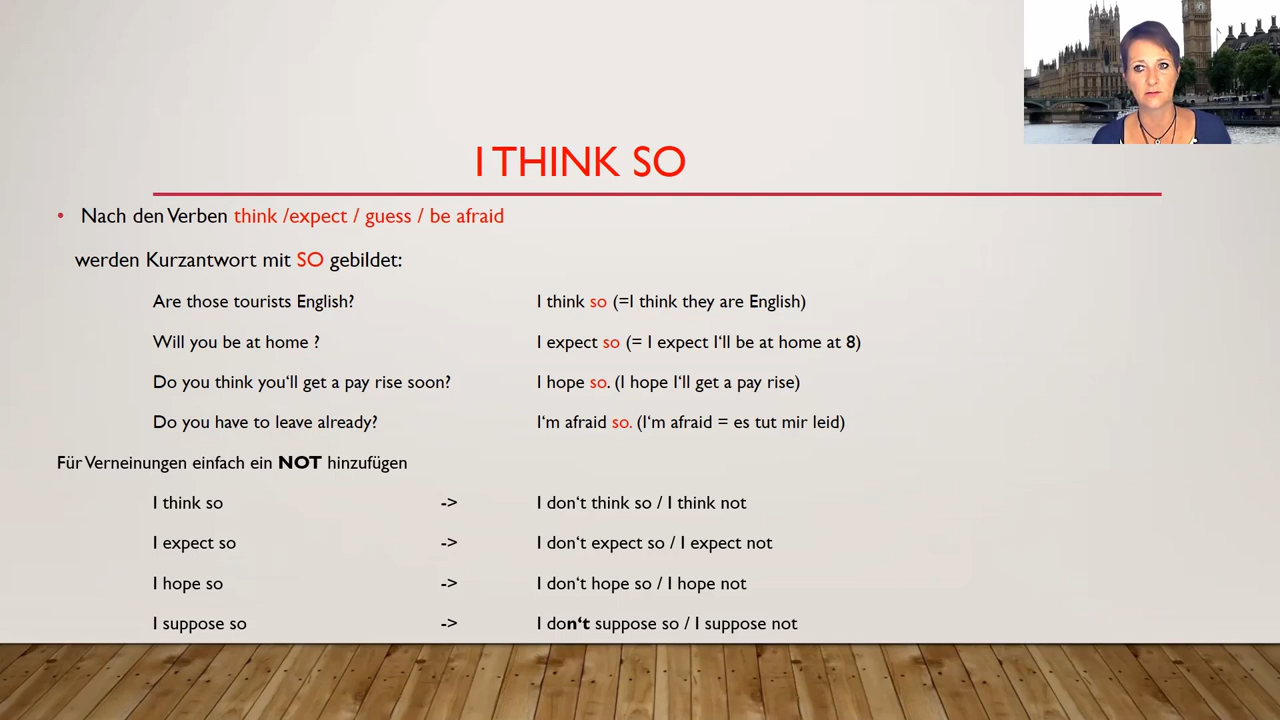 I THINK SO
• Nach den Verben think /expect / guess / be afraid
werden Kurzantwort mit SO gebildet:
Are those tourists English? I think so (=I think they are English)
Will you be at home ? I expect so (= I expect I‘ll be at home at 8)
Do you think you‘ll get a pay rise soon? I hope so. (I hope I‘ll get a pay rise)
Do you have to leave already? I‘m afraid so. (I‘m afraid = es tut mir leid)
Für Verneinungen einfach ein NOT hinzufügen
I think so -> I don‘t think so / I think not
I expect so -> I don‘t expect so / I expect not
I hope so -> I don‘t hope so / I hope not
I suppose so -> I don‘t suppose so / I suppose not